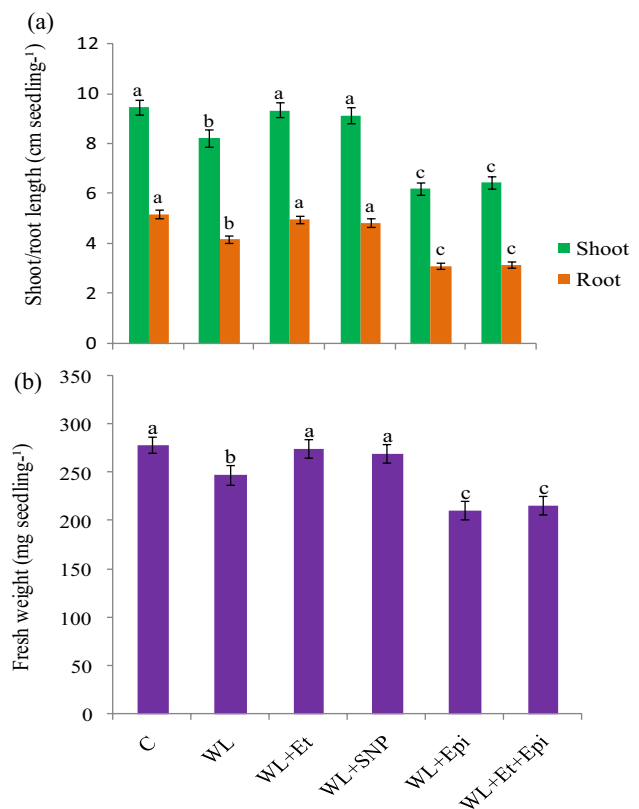 (a)
Shoot/root length (cm seedling-¹)
12
10
8
6
4
2
0
a
b
a
a
c
c
a
b
a
a
c
c
Shoot
Root
(b)
Fresh weight (mg seedling-¹)
350
300
250
200
150
100
50
0
a
b
a
a
c
c
C
WL
WL+Et
WL+SNP
WL+Epi
WL+Et+Epi